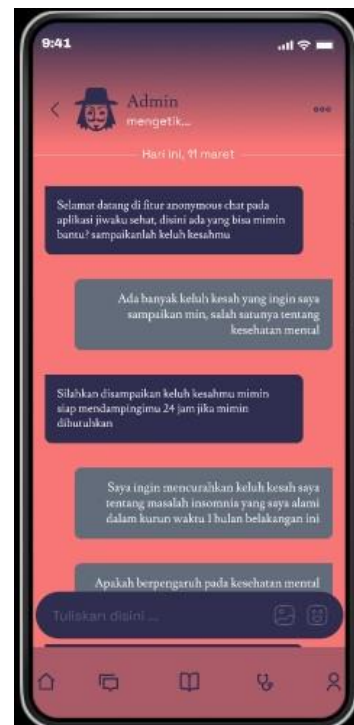 9:41
Admin
mengetik...
Hari ini, 11 maret
Selamat datang di fitur anonymous chat pada
aplikasi jiwaku sehat, disini ada yang bisa mimin
bantu? sampaikanlah keluh kesahmu
Ada banyak keluh kesah yang ingin saya
sampaikan min, salah satunya tentang
kesehatan mental
Silahkan disampaikan keluh kesahmu mimin
siap mendampingimu 24 jam jika mimin
dibutuhkan
Saya ingin mencurahkan keluh kesah saya
tentang masalah insomnia yang saya alami
dalam kurun waktu 1 bulan belakangan ini
Apakah berpengaruh pada kesehatan mental
Tuliskan disini ...